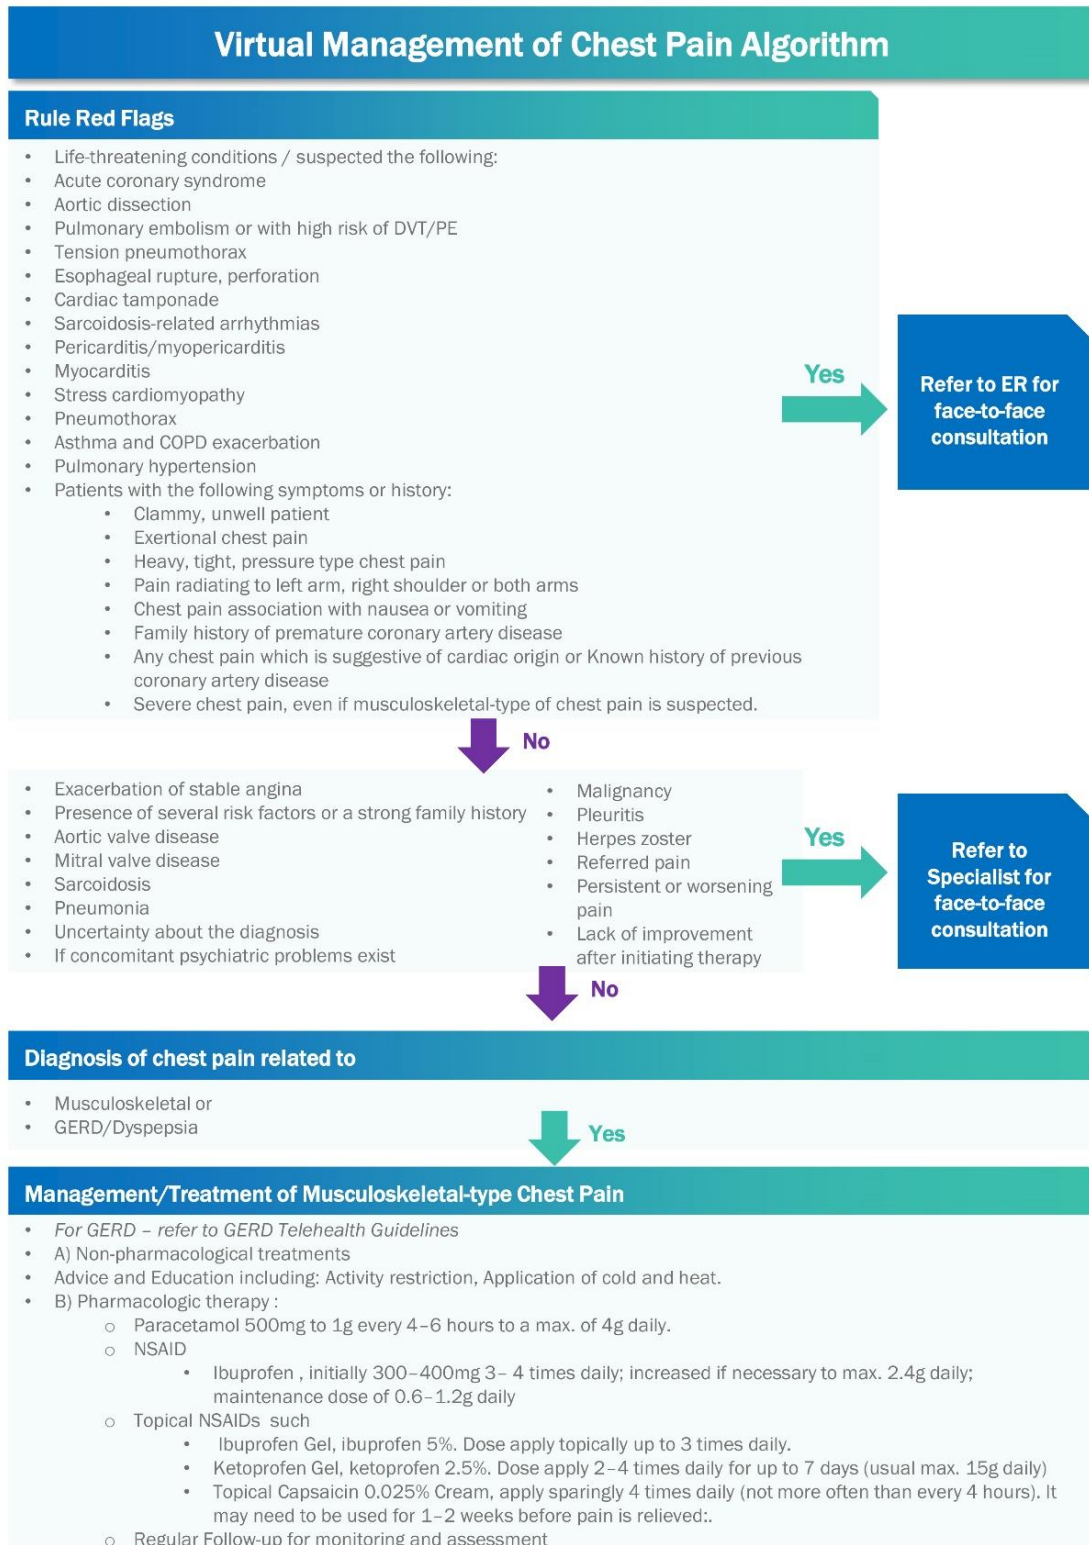 Virtual Management of Chest Pain Algorithm
Rule Red Flags
• Life-threatening conditions / suspected the following:
• Acute coronary syndrome
• Aortic dissection
• Pulmonary embolism or with high risk of DVT/PE
• Tension pneumothorax
• Esophageal rupture, perforation
• Cardiac tamponade
• Sarcoidosis-related arrhythmias
• Pericarditis/myopericarditis
• Myocarditis
• Stress cardiomyopathy
• Pneumothorax
• Asthma and COPD exacerbation
• Pulmonary hypertension
• Patients with the following symptoms or history:
• Clammy, unwell patient
• Exertional chest pain
• Heavy, tight, pressure type chest pain
• Pain radiating to left arm, right shoulder or both arms
• Chest pain association with nausea or vomiting
• Family history of premature coronary artery disease
• Any chest pain which is suggestive of cardiac origin or Known history of previous
coronary artery disease
• Severe chest pain, even if musculoskeletal-type of chest pain is suspected.
Yes
Refer to ER for
face-to-face
consultation
No
• Exacerbation of stable angina
• Presence of several risk factors or a strong family history
• Aortic valve disease
• Mitral valve disease
• Sarcoidosis
• Pneumonia
• Uncertainty about the diagnosis
• If concomitant psychiatric problems exist
• Malignancy
• Pleuritis
• Herpes zoster
• Referred pain
• Persistent or worsening
pain
• Lack of improvement
after initiating therapy
Yes
Refer to
Specialist for
face-to-face
consultation
No
Diagnosis of chest pain related to
• Musculoskeletal or
• GERD/Dyspepsia
Yes
Management/Treatment of Musculoskeletal-type Chest Pain
• For GERD – refer to GERD Telehealth Guidelines
• A) Non-pharmacological treatments
• Advice and Education including: Activity restriction, Application of cold and heat.
• B) Pharmacologic therapy :
○ Paracetamol 500mg to 1g every 4–6 hours to a max. of 4g daily.
○ NSAID
• Ibuprofen , initially 300–400mg 3– 4 times daily; increased if necessary to max. 2.4g daily;
maintenance dose of 0.6–1.2g daily
○ Topical NSAIDs such
• Ibuprofen Gel, ibuprofen 5%. Dose apply topically up to 3 times daily.
• Ketoprofen Gel, ketoprofen 2.5%. Dose apply 2–4 times daily for up to 7 days (usual max. 15g daily)
• Topical Capsaicin 0.025% Cream, apply sparingly 4 times daily (not more often than every 4 hours). It
may need to be used for 1–2 weeks before pain is relieved:.
○ Regular Follow-up for monitoring and assessment